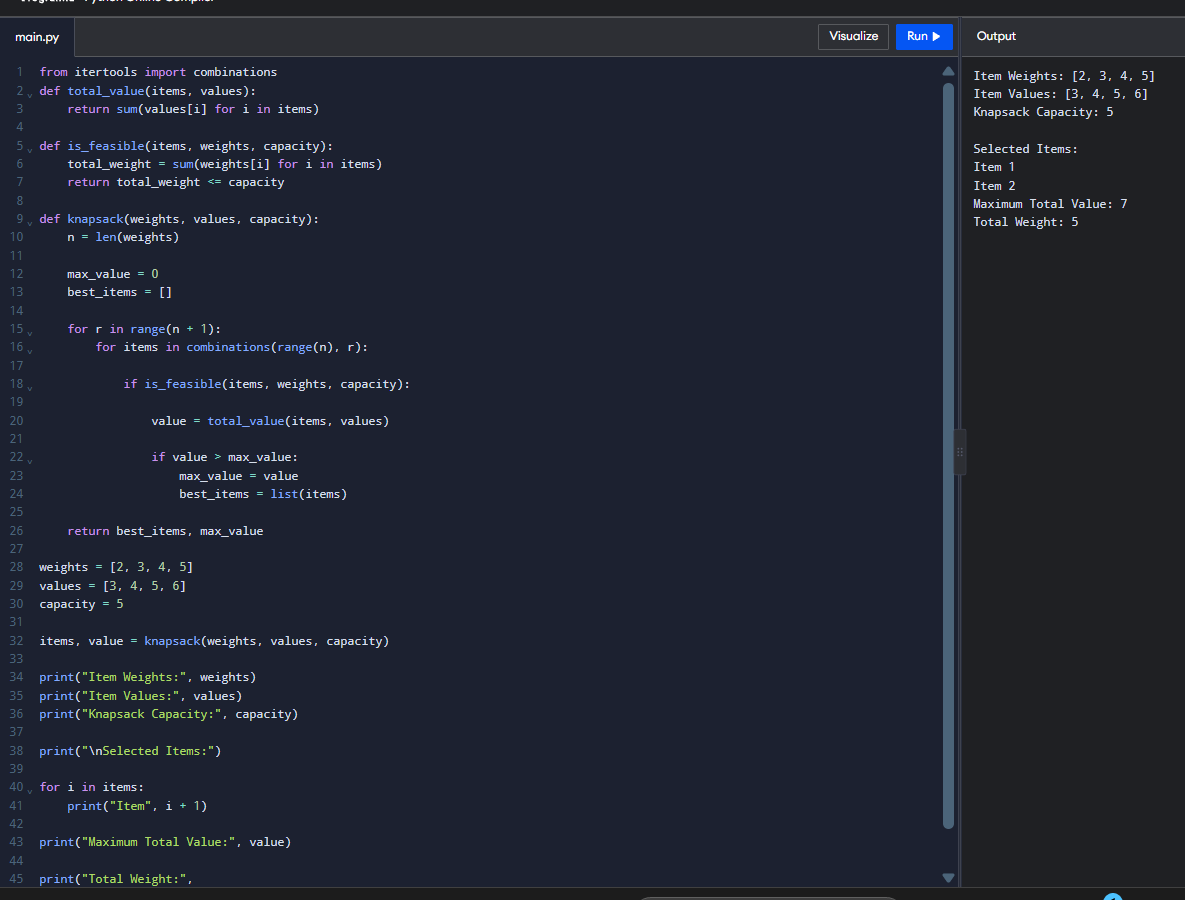 main.py
Visualize
Run
Output
1 from itertools import combinations
2 def total_value(items, values):
3     return sum(values[i] for i in items)
4
5 def is_feasible(items, weights, capacity):
6     total_weight = sum(weights[i] for i in items)
7     return total_weight <= capacity
8
9 def knapsack(weights, values, capacity):
10     n = len(weights)
11
12     max_value = 0
13     best_items = []
14
15     for r in range(n + 1):
16         for items in combinations(range(n), r):
17
18             if is_feasible(items, weights, capacity):
19
20                 value = total_value(items, values)
21
22                 if value > max_value:
23                     max_value = value
24                     best_items = list(items)
25
26     return best_items, max_value
27
28 weights = [2, 3, 4, 5]
29 values = [3, 4, 5, 6]
30 capacity = 5
31
32 items, value = knapsack(weights, values, capacity)
33
34 print("Item Weights:", weights)
35 print("Item Values:", values)
36 print("Knapsack Capacity:", capacity)
37
38 print("\nSelected Items:")
39
40 for i in items:
41     print("Item", i + 1)
42
43 print("Maximum Total Value:", value)
44
45 print("Total Weight:",
Item Weights: [2, 3, 4, 5]
Item Values: [3, 4, 5, 6]
Knapsack Capacity: 5
Selected Items:
Item 1
Item 2
Maximum Total Value: 7
Total Weight: 5